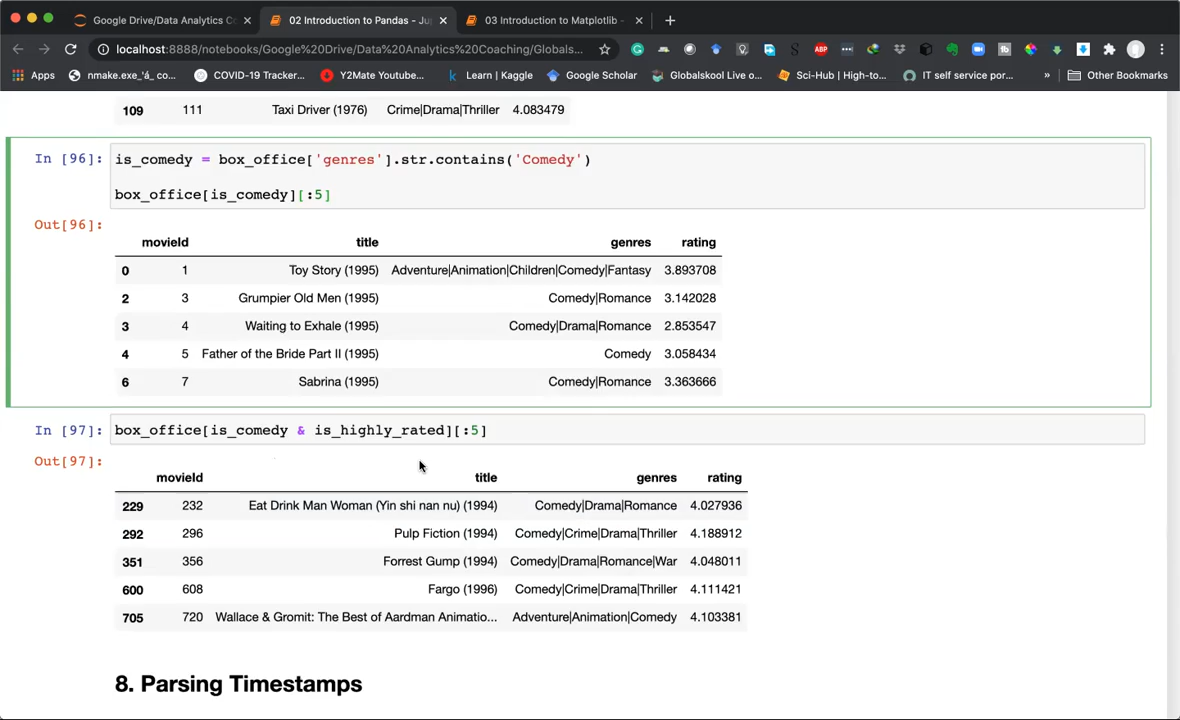 Google Drive/Data Analytics C
02 Introduction to Pandas - Ju
03 Introduction to Matplotlib -
localhost:8888/notebooks/Google%20Drive/Data%20Analytics%20Coaching/Globals...
Apps
nmake.exe_'á_ co...
COVID-19 Tracker...
Y2Mate Youtube...
Learn | Kaggle
Google Scholar
Globalskool Live o...
Sci-Hub | High-to...
IT self service por...
»
Other Bookmarks
109 111 Taxi Driver (1976) Crime|Drama|Thriller 4.083479
In [96]: is_comedy = box_office['genres'].str.contains('Comedy')
box_office[is_comedy][:5]
Out[96]:
movieId title genres rating
0 1 Toy Story (1995) Adventure|Animation|Children|Comedy|Fantasy 3.893708
2 3 Grumpier Old Men (1995) Comedy|Romance 3.142028
3 4 Waiting to Exhale (1995) Comedy|Drama|Romance 2.853547
4 5 Father of the Bride Part II (1995) Comedy 3.058434
6 7 Sabrina (1995) Comedy|Romance 3.363666
In [97]: box_office[is_comedy & is_highly_rated][:5]
Out[97]:
movieId title genres rating
229 232 Eat Drink Man Woman (Yin shi nan nu) (1994) Comedy|Drama|Romance 4.027936
292 296 Pulp Fiction (1994) Comedy|Crime|Drama|Thriller 4.188912
351 356 Forrest Gump (1994) Comedy|Drama|Romance|War 4.048011
600 608 Fargo (1996) Comedy|Crime|Drama|Thriller 4.111421
705 720 Wallace & Gromit: The Best of Aardman Animatio... Adventure|Animation|Comedy 4.103381
8. Parsing Timestamps